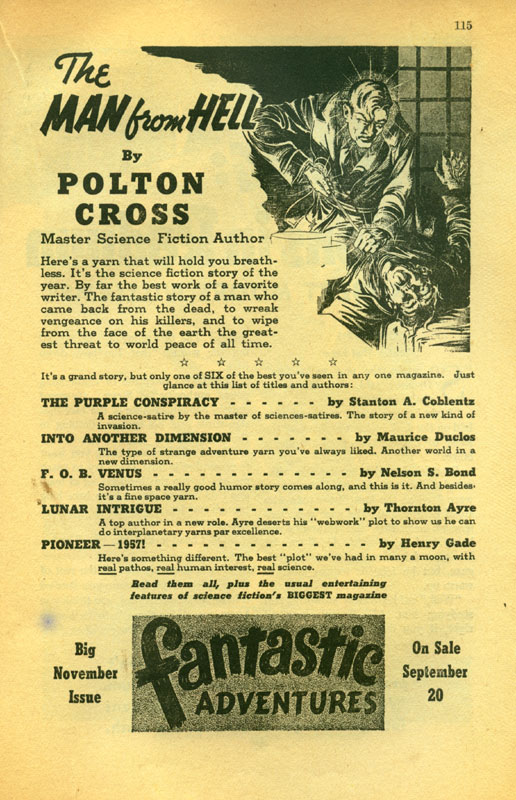 115
The
MAN from HELL
By
POLTON
CROSS
Master Science Fiction Author
Here's a yarn that will hold you breath-
less. It's the science fiction story of the
year. By far the best work of a favorite
writer. The fantastic story of a man who
came back from the dead, to wreak
vengeance on his killers, and to wipe
from the face of the earth the great-
est threat to world peace of all time.
☆ ☆ ☆ ☆ ☆
It's a grand story, but only one of SIX of the best you've seen in any one magazine. Just
glance at this list of titles and authors:
THE PURPLE CONSPIRACY - - - - - - by Stanton A. Coblentz
A science-satire by the master of sciences-satires. The story of a new kind of
invasion.
INTO ANOTHER DIMENSION - - - - - - - - by Maurice Duclos
The type of strange adventure yarn you've always liked. Another world in a
new dimension.
F. O. B. VENUS - - - - - - - - - - - - - - by Nelson S. Bond
Sometimes a really good humor story comes along, and this is it. And besides-
it's a fine space yarn.
LUNAR INTRIGUE - - - - - - - - - - - - - by Thornton Ayre
A top author in a new role. Ayre deserts his "webwork" plot to show us he can
do interplanetary yarns par excellence.
PIONEER—1957! - - - - - - - - - - - - - - - by Henry Gade
Here's something different. The best "plot" we've had in many a moon, with
real pathos, real human interest, real science.
Read them all, plus the usual entertaining
features of science fiction's BIGGEST magazine
Big
November
Issue
fantastic
ADVENTURES
On Sale
September
20